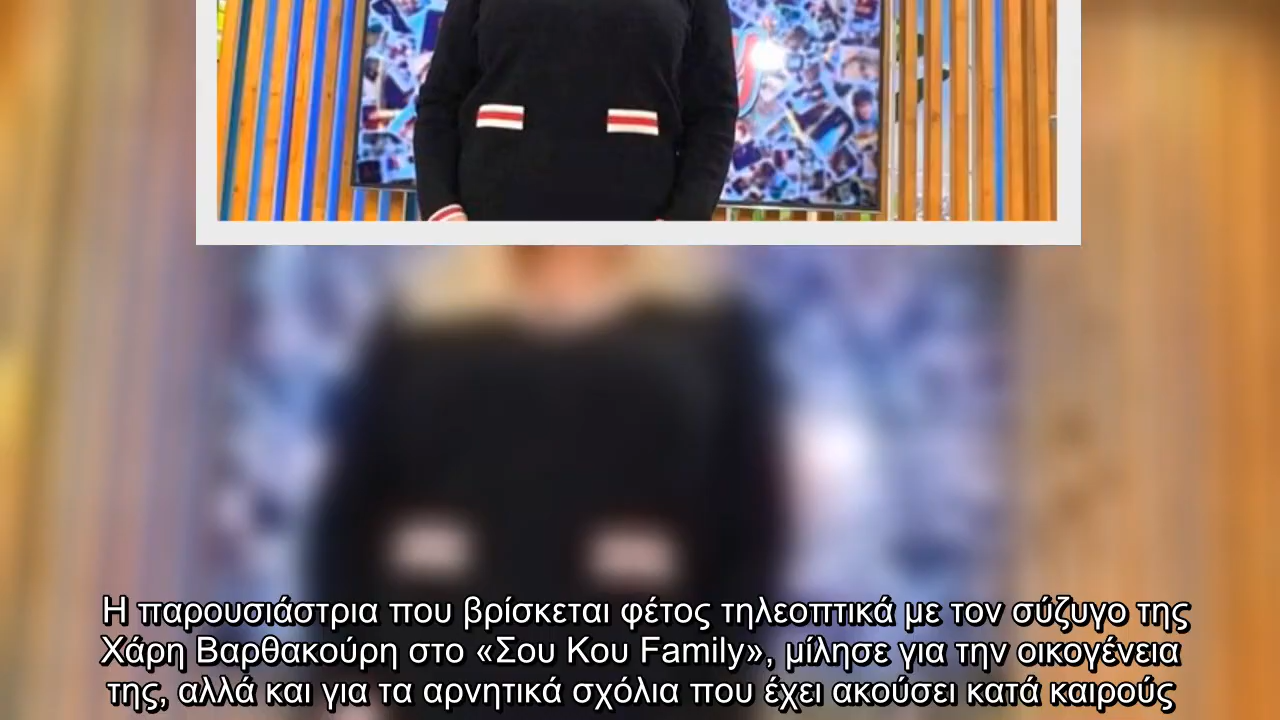 Η παρουσιάστρια που βρίσκεται φέτος τηλεοπτικά με τον σύζυγο της
Χάρη Βαρθακούρη στο «Σου Κου Family», μίλησε για την οικογένεια
της, αλλά και για τα αρνητικά σχόλια που έχει ακούσει κατά καιρούς